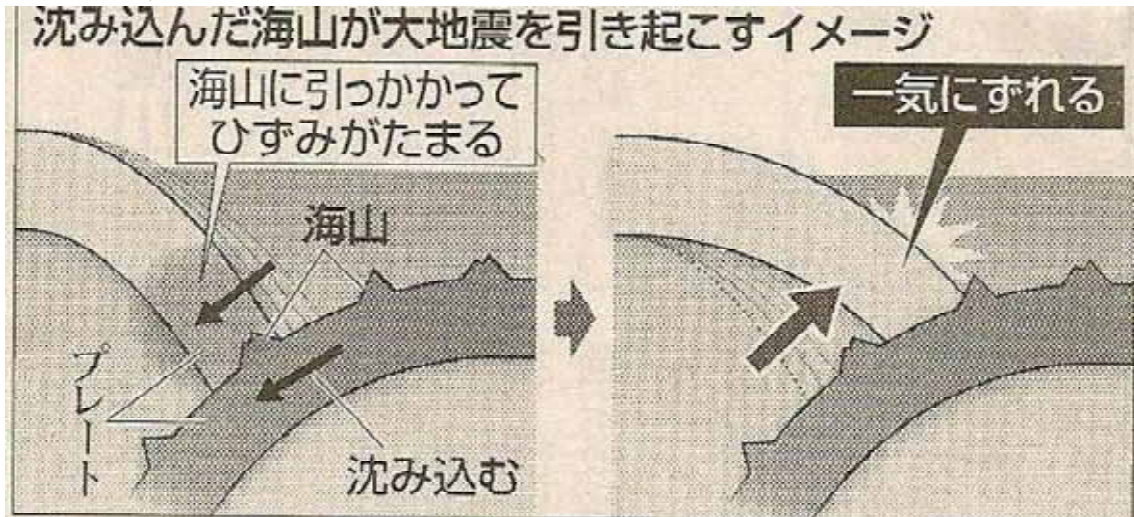 沈み込んだ海山が大地震を引き起こすイメージ
海山に引っかかって
ひずみがたまる
海山
プレート
沈み込む
一気にずれる